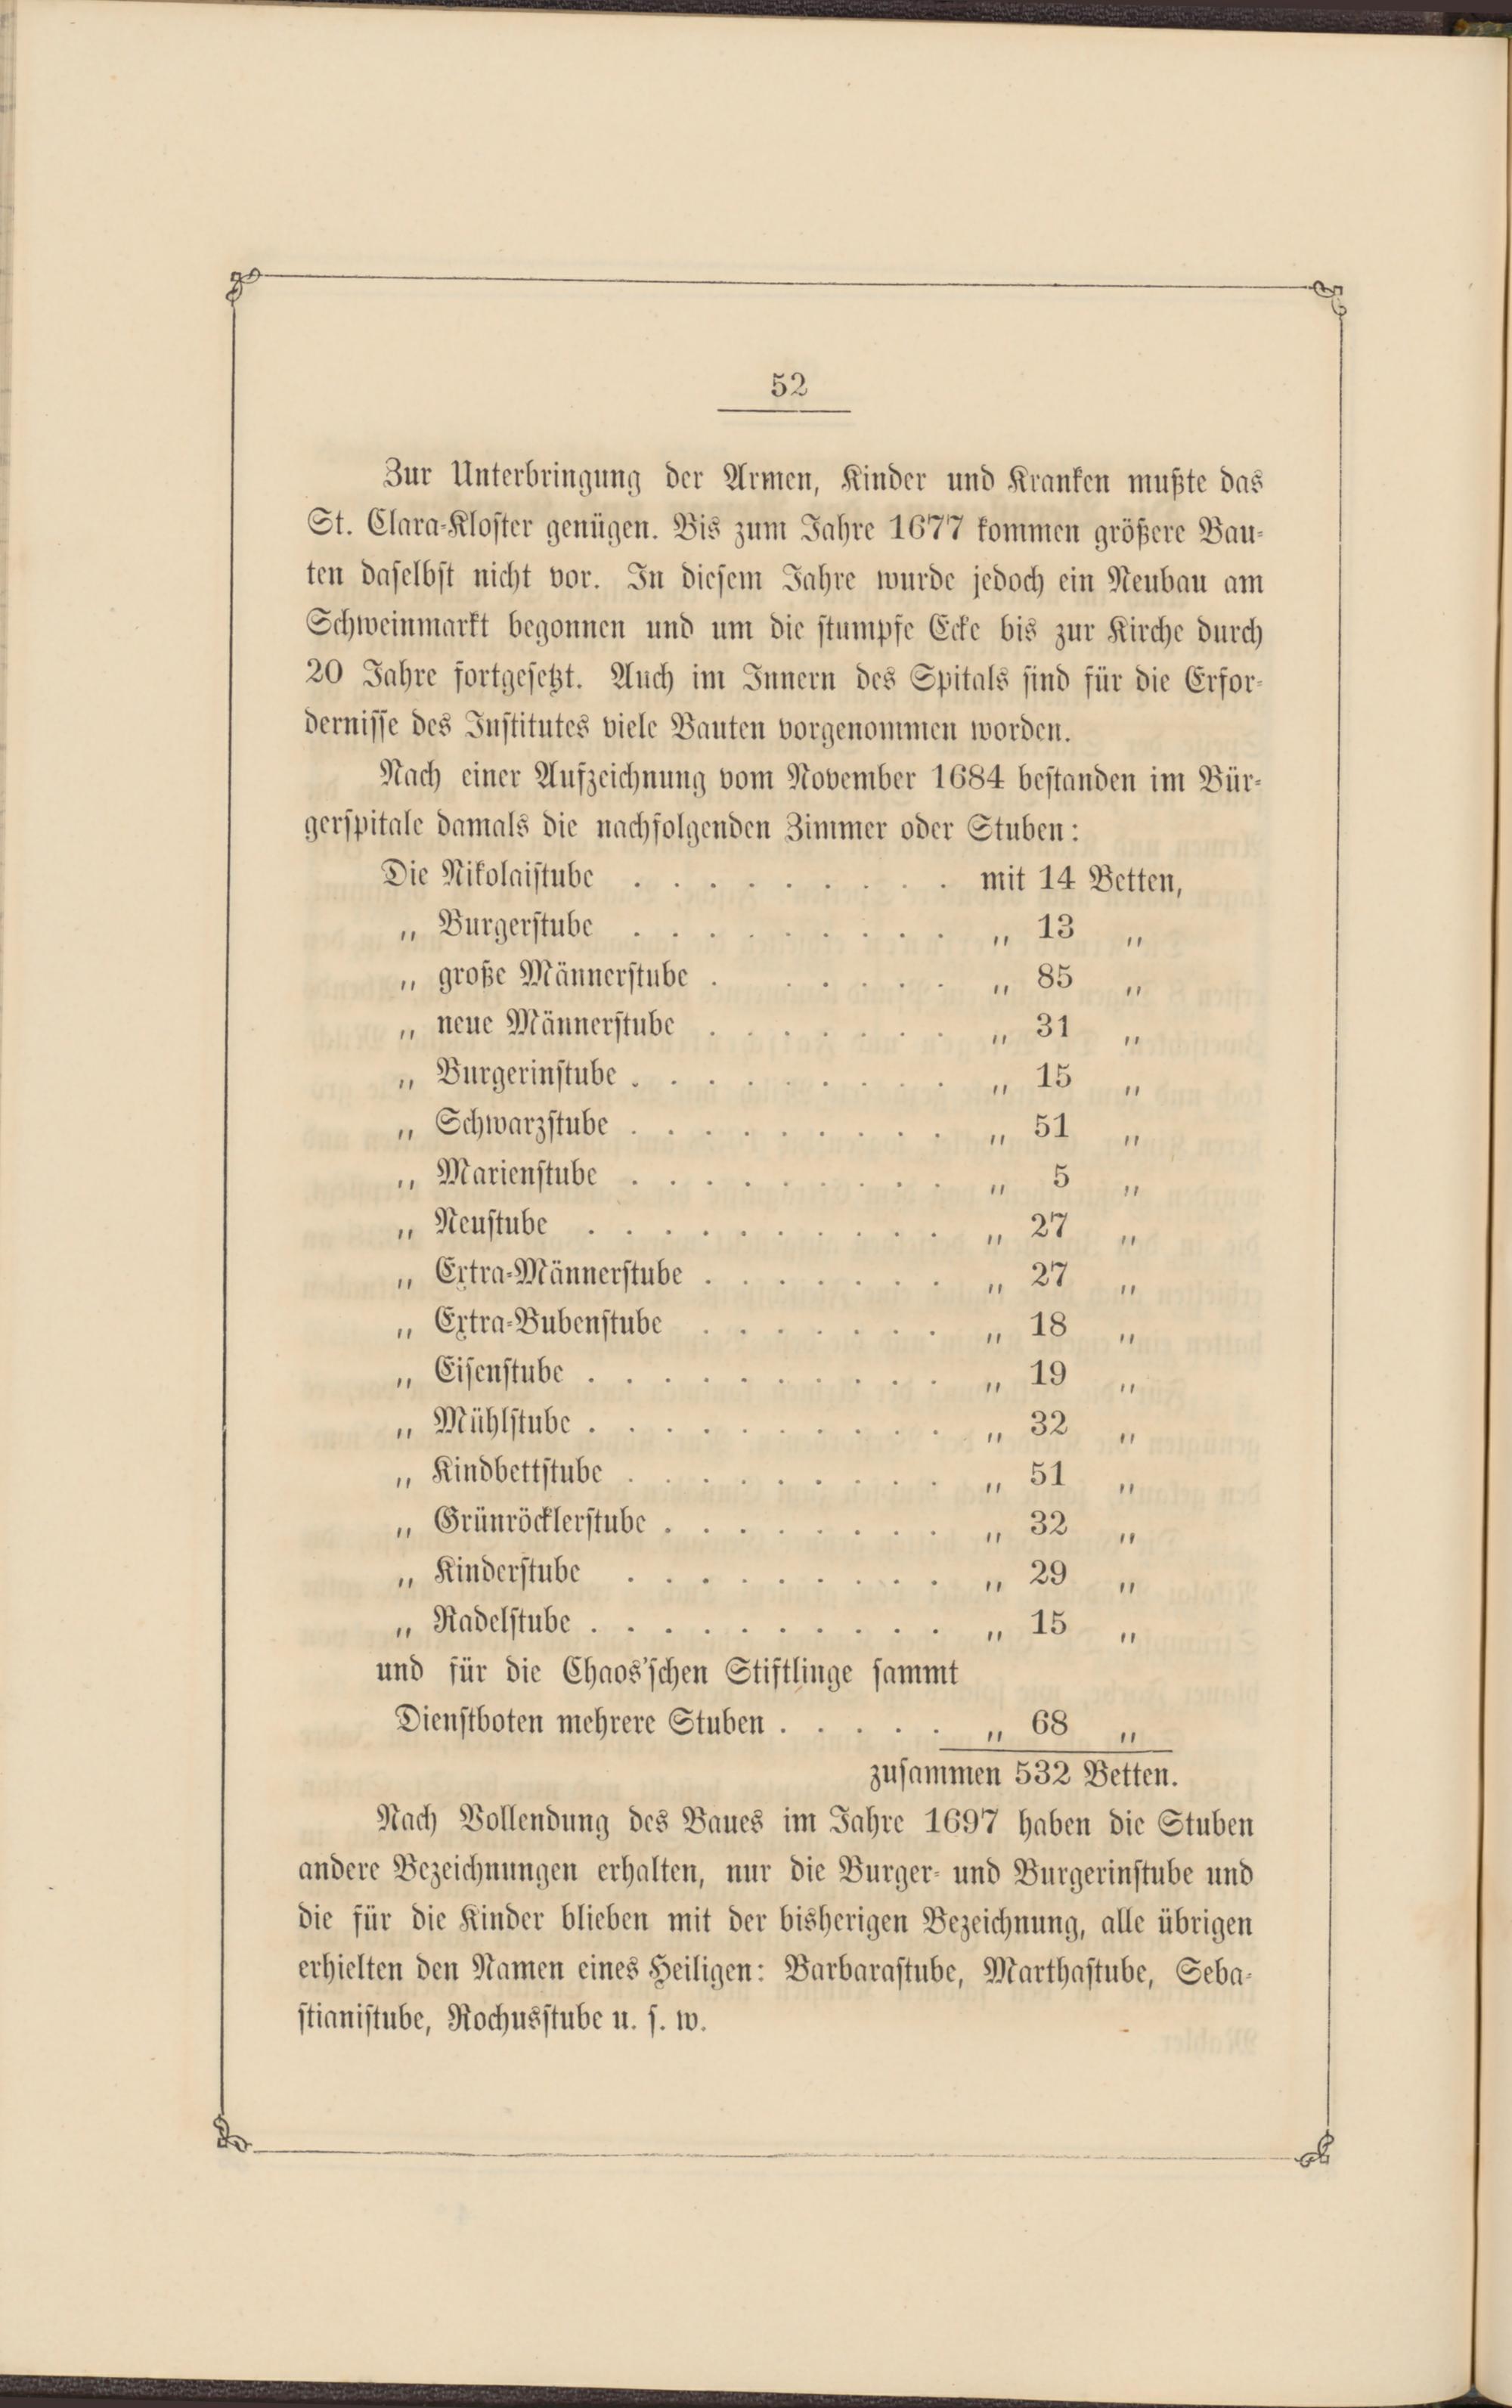 52
Zur Unterbringung der Armen, Kinder und Kranken mußte das
St. Clara-Kloster genügen. Bis zum Jahre 1677 kommen größere Bau-
ten daselbst nicht vor. In diesem Jahre wurde jedoch ein Neubau am
Schweinmarkt begonnen und um die stumpfe Ecke bis zur Kirche durch
20 Jahre fortgesetzt. Auch im Innern des Spitals sind für die Erfor-
dernisse des Institutes viele Bauten vorgenommen worden.
Nach einer Aufzeichnung vom November 1684 bestanden im Bür-
gerspitale damals die nachfolgenden Zimmer oder Stuben:
Die Nikolaistube . . . . . . . . . mit 14 Betten,
„ Burgerstube . . . . . . . . . „ 13 „
„ große Männerstube . . . . . . „ 85 „
„ neue Männerstube . . . . . . . „ 31 „
„ Burgerinstube . . . . . . . . . „ 15 „
„ Schwarzstube . . . . . . . . . „ 51 „
„ Marienstube . . . . . . . . . „ 5 „
„ Neustube . . . . . . . . . . „ 27 „
„ Extra-Männerstube . . . . . . . „ 27 „
„ Extra-Bubenstube . . . . . . . „ 18 „
„ Eisenstube . . . . . . . . . . „ 19 „
„ Mühlstube . . . . . . . . . . „ 32 „
„ Kindbettstube . . . . . . . . . „ 51 „
„ Grünröcklerstube . . . . . . . . „ 32 „
„ Kinderstube . . . . . . . . . „ 29 „
„ Radelstube . . . . . . . . . . „ 15 „
und für die Chaos'schen Stiftlinge sammt
Dienstboten mehrere Stuben . . . . . „ 68 „
zusammen 532 Betten.
Nach Vollendung des Baues im Jahre 1697 haben die Stuben
andere Bezeichnungen erhalten, nur die Burger- und Burgerinstube und
die für die Kinder blieben mit der bisherigen Bezeichnung, alle übrigen
erhielten den Namen eines Heiligen: Barbarastube, Marthastube, Seba-
stianistube, Rochusstube u. s. w.